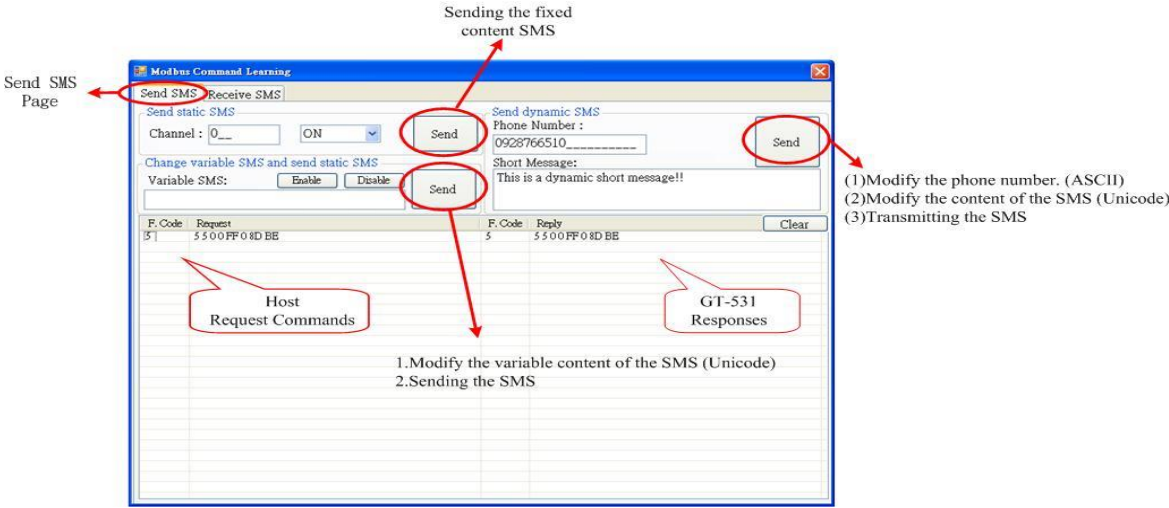 Sending the fixed
content SMS
Send SMS
Page
Modbus Command Learning
Send SMS Receive SMS
Send static SMS
Channel : 0__ ON Send
Change variable SMS and send static SMS
Variable SMS: Enable Disable
Send
Send dynamic SMS
Phone Number :
0928766510__________
Send
Short Message:
This is a dynamic short message!!
(1)Modify the phone number. (ASCII)
(2)Modify the content of the SMS (Unicode)
(3)Transmitting the SMS
F. Code Request F. Code Reply Clear
5 5 5 0 0 FF 0 8D BE 5 5 5 0 0 FF 0 8D BE
Host
Request Commands
GT-531
Responses
1.Modify the variable content of the SMS (Unicode)
2.Sending the SMS